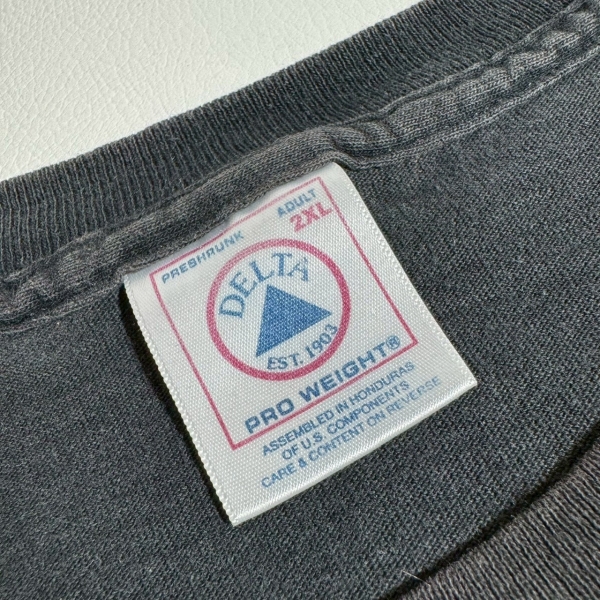 PRESHRUNK ADULT
2XL
DELTA
EST. 1903
PRO WEIGHT®
ASSEMBLED IN HONDURAS
OF U.S. COMPONENTS
CARE & CONTENT ON REVERSE